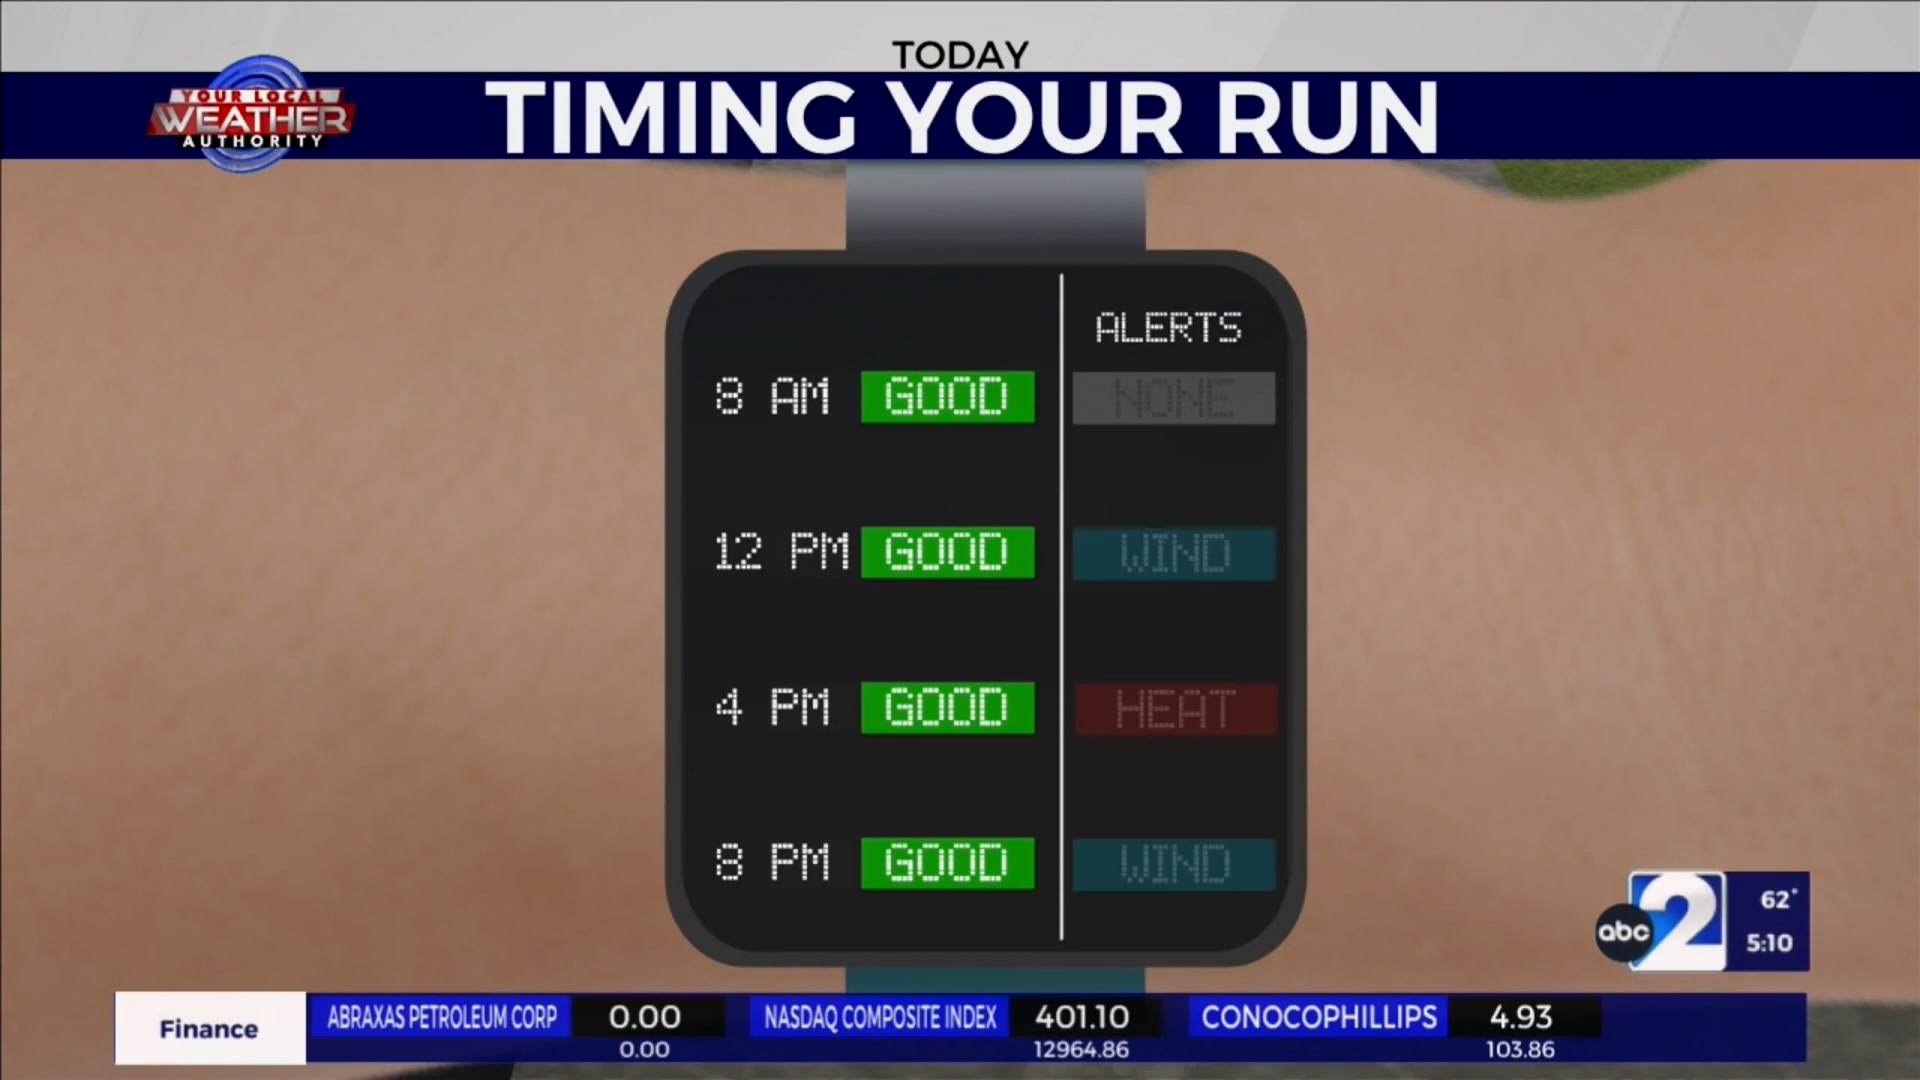 TODAY
TIMING YOUR RUN
YOUR LOCAL
WEATHER
AUTHORITY
ALERTS
8 AM GOOD NONE
12 PM GOOD WIND
4 PM GOOD HEAT
8 PM GOOD WIND
abc 2
62°
5:10
Finance
ABRAXAS PETROLEUM CORP 0.00
0.00
NASDAQ COMPOSITE INDEX 401.10
12964.86
CONOCOPHILLIPS 4.93
103.86